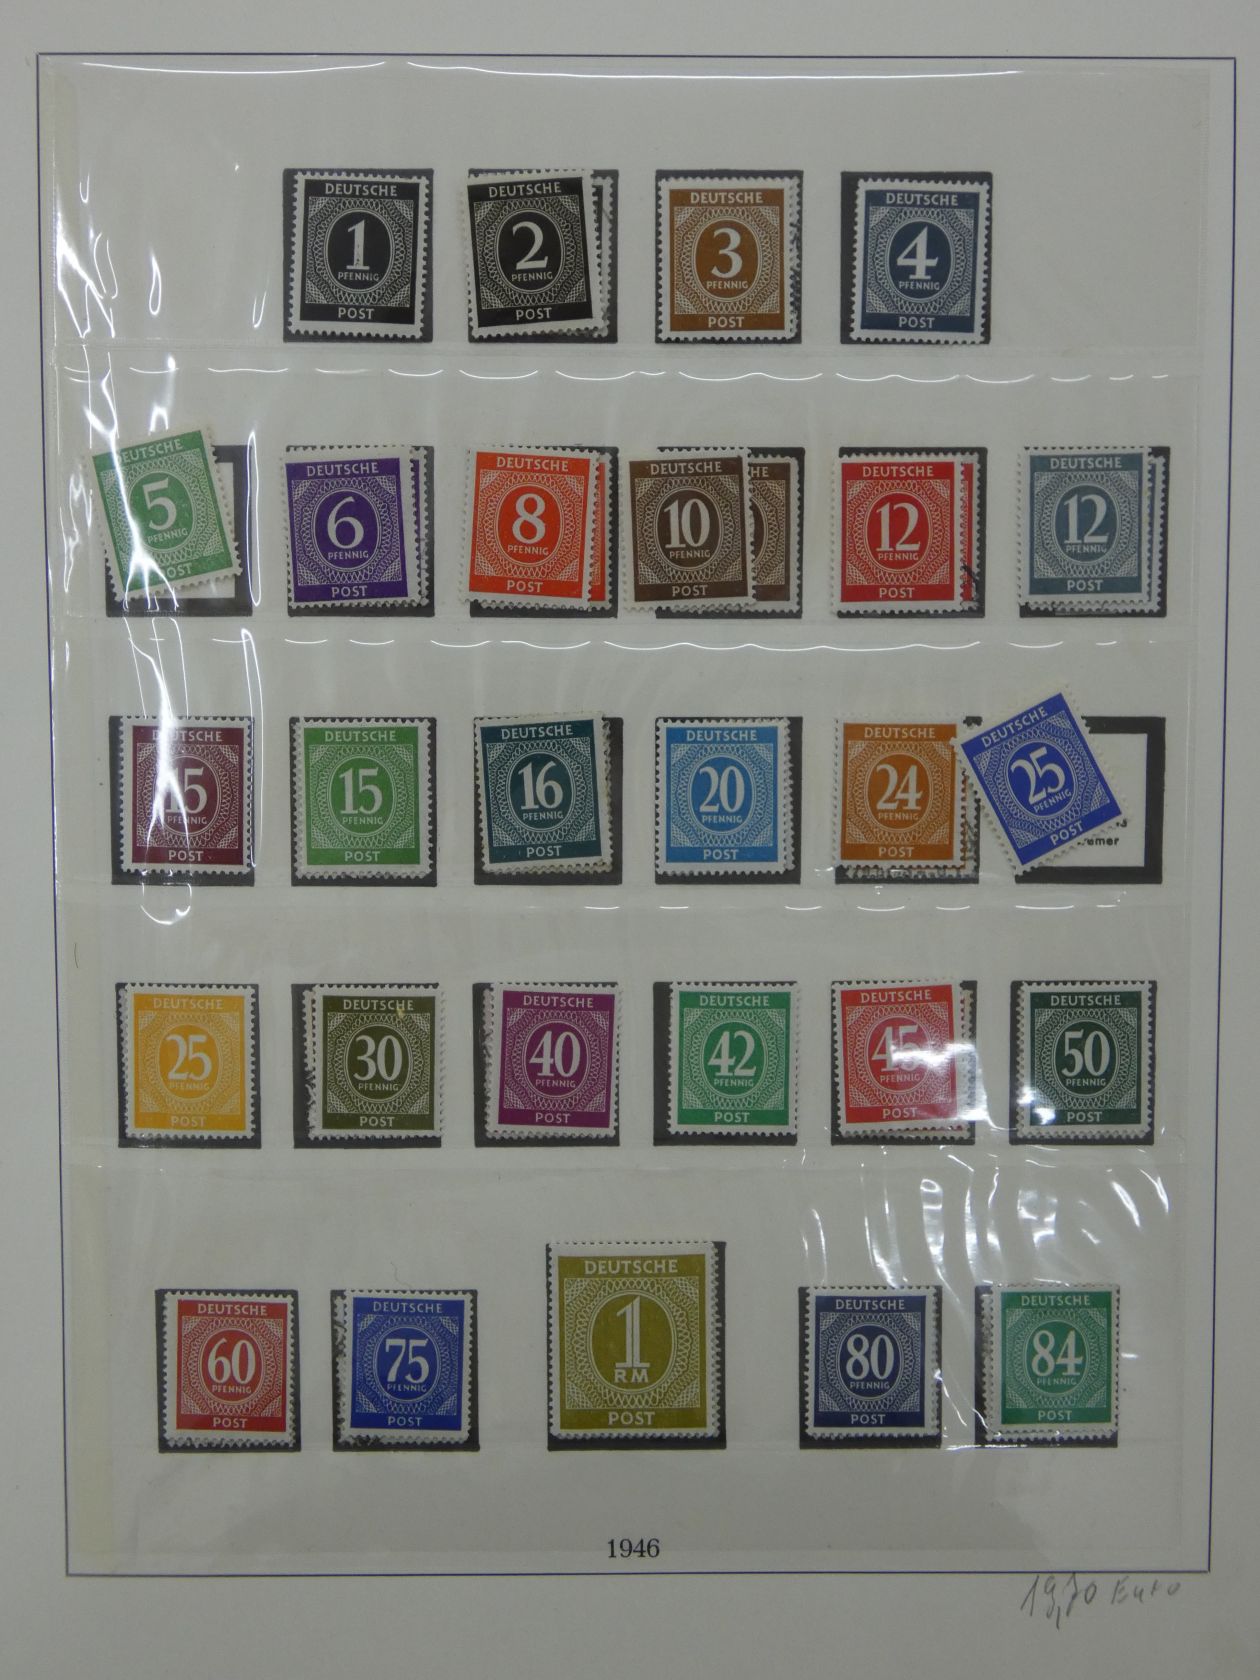 DEUTSCHE 1 PFENNIG POST
DEUTSCHE 2 PFENNIG POST
DEUTSCHE 3 PFENNIG POST
DEUTSCHE 4 PFENNIG POST
DEUTSCHE 5 PFENNIG POST
DEUTSCHE 6 PFENNIG POST
DEUTSCHE 8 PFENNIG POST
DEUTSCHE 10 PFENNIG POST
DEUTSCHE 12 PFENNIG POST
DEUTSCHE 12 PFENNIG POST
DEUTSCHE 15 PFENNIG POST
DEUTSCHE 15 PFENNIG POST
DEUTSCHE 16 PFENNIG POST
DEUTSCHE 20 PFENNIG POST
DEUTSCHE 24 PFENNIG POST
DEUTSCHE 25 PFENNIG POST
DEUTSCHE 25 PFENNIG POST
DEUTSCHE 30 PFENNIG POST
DEUTSCHE 40 PFENNIG POST
DEUTSCHE 42 PFENNIG POST
DEUTSCHE 45 PFENNIG POST
DEUTSCHE 50 PFENNIG POST
DEUTSCHE 60 PFENNIG POST
DEUTSCHE 75 PFENNIG POST
DEUTSCHE 1 RM POST
DEUTSCHE 80 PFENNIG POST
DEUTSCHE 84 PFENNIG POST
1946
19,70 Euro